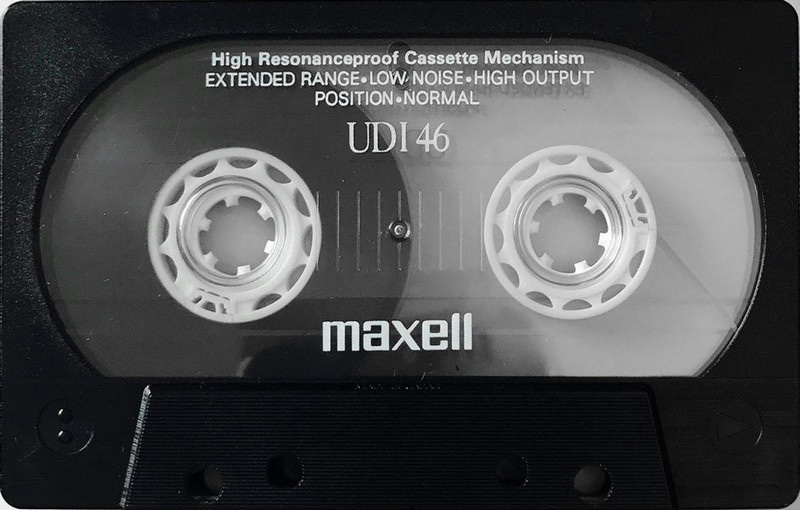 High Resonanceproof Cassette Mechanism
EXTENDED RANGE•LOW NOISE•HIGH OUTPUT
POSITION•NORMAL
UDI 46
maxell